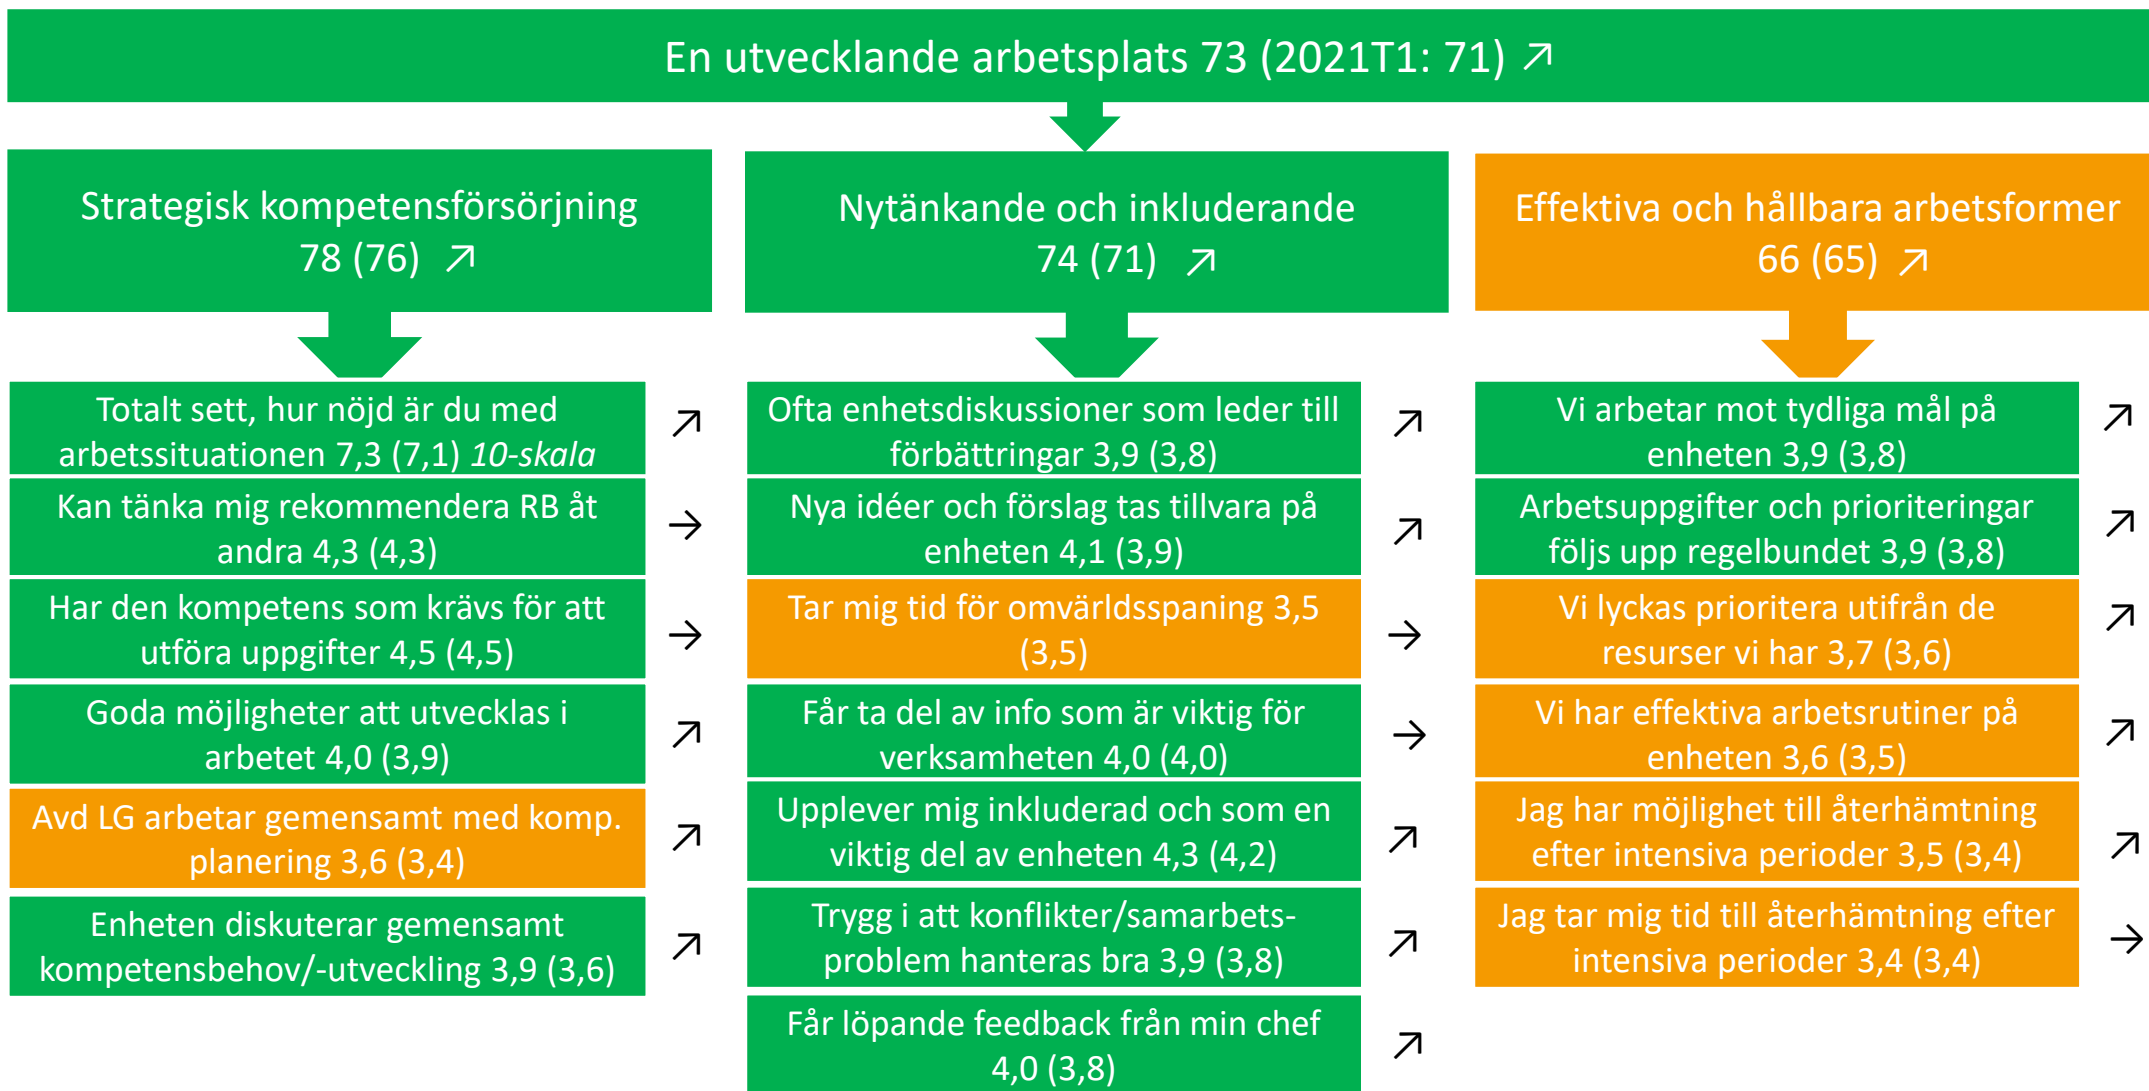 En utvecklande arbetsplats 73 (2021T1: 71) ↗
Strategisk kompetensförsörjning
78 (76) ↗
Totalt sett, hur nöjd är du med
arbetssituationen 7,3 (7,1) 10-skala
↗
Kan tänka mig rekommendera RB åt
andra 4,3 (4,3)
→
Har den kompetens som krävs för att
utföra uppgifter 4,5 (4,5)
→
Goda möjligheter att utvecklas i
arbetet 4,0 (3,9)
↗
Avd LG arbetar gemensamt med komp.
planering 3,6 (3,4)
↗
Enheten diskuterar gemensamt
kompetensbehov/-utveckling 3,9 (3,6)
↗
Nytänkande och inkluderande
74 (71) ↗
Ofta enhetsdiskussioner som leder till
förbättringar 3,9 (3,8)
↗
Nya idéer och förslag tas tillvara på
enheten 4,1 (3,9)
↗
Tar mig tid för omvärldsspaning 3,5
(3,5)
→
Får ta del av info som är viktig för
verksamheten 4,0 (4,0)
→
Upplever mig inkluderad och som en
viktig del av enheten 4,3 (4,2)
↗
Trygg i att konflikter/samarbets-
problem hanteras bra 3,9 (3,8)
↗
Får löpande feedback från min chef
4,0 (3,8)
↗
Effektiva och hållbara arbetsformer
66 (65) ↗
Vi arbetar mot tydliga mål på
enheten 3,9 (3,8)
↗
Arbetsuppgifter och prioriteringar
följs upp regelbundet 3,9 (3,8)
↗
Vi lyckas prioritera utifrån de
resurser vi har 3,7 (3,6)
↗
Vi har effektiva arbetsrutiner på
enheten 3,6 (3,5)
↗
Jag har möjlighet till återhämtning
efter intensiva perioder 3,5 (3,4)
↗
Jag tar mig tid till återhämtning efter
intensiva perioder 3,4 (3,4)
→